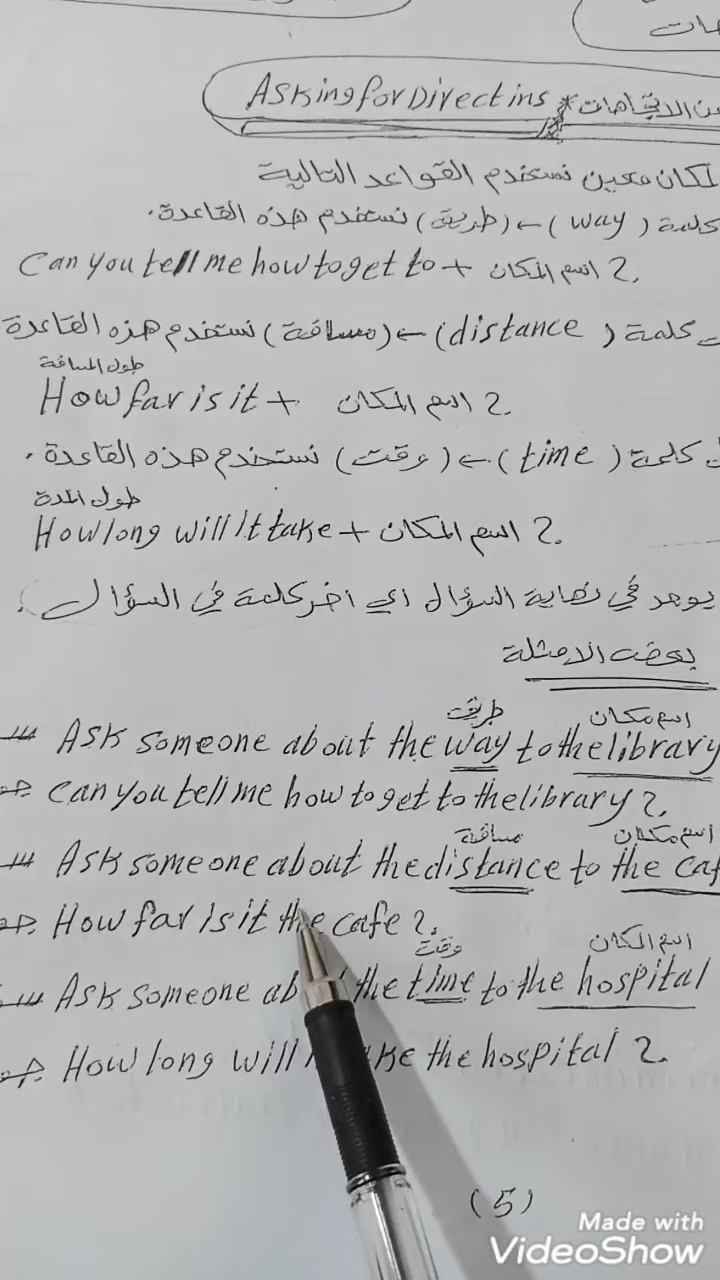 Asking for Directins * الاتجاهات
لمكان معين نستخدم القواعد التالية
كلمة (way) ← (طريق) نستخدم هذه القاعدة.
Can you tell me how to get to + اسم المكان ?.
كلمة (distance) ← (مسافة) نستخدم هذه القاعدة
طول المسافة
How far is it + اسم المكان ?.
كلمة (time) ← (وقت) نستخدم هذه القاعدة.
طول المدة
How long will It take + اسم المكان ?.
يوجد في نهاية السؤال اي اخر كلمة في السؤال
بعض الامثلة
طريق اسم مكان
Ask someone about the way to the library
Can you tell me how to get to the library ?.
مسافة اسم مكان
Ask someone about the distance to the caf
How far is it the cafe ?.
وقت اسم المكان
Ask someone ab the time to the hospital
How long will the hospital ?.
(5)
Made with
VideoShow